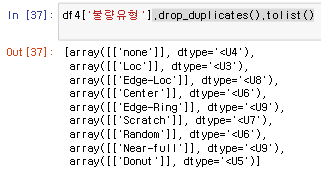 In [37]: df4['불량유형'].drop_duplicates().tolist()
Out [37]: [array([['none']], dtype='<U4'),
array([['Loc']], dtype='<U3'),
array([['Edge-Loc']], dtype='<U8'),
array([['Center']], dtype='<U6'),
array([['Edge-Ring']], dtype='<U9'),
array([['Scratch']], dtype='<U7'),
array([['Random']], dtype='<U6'),
array([['Near-full']], dtype='<U9'),
array([['Donut']], dtype='<U5')]